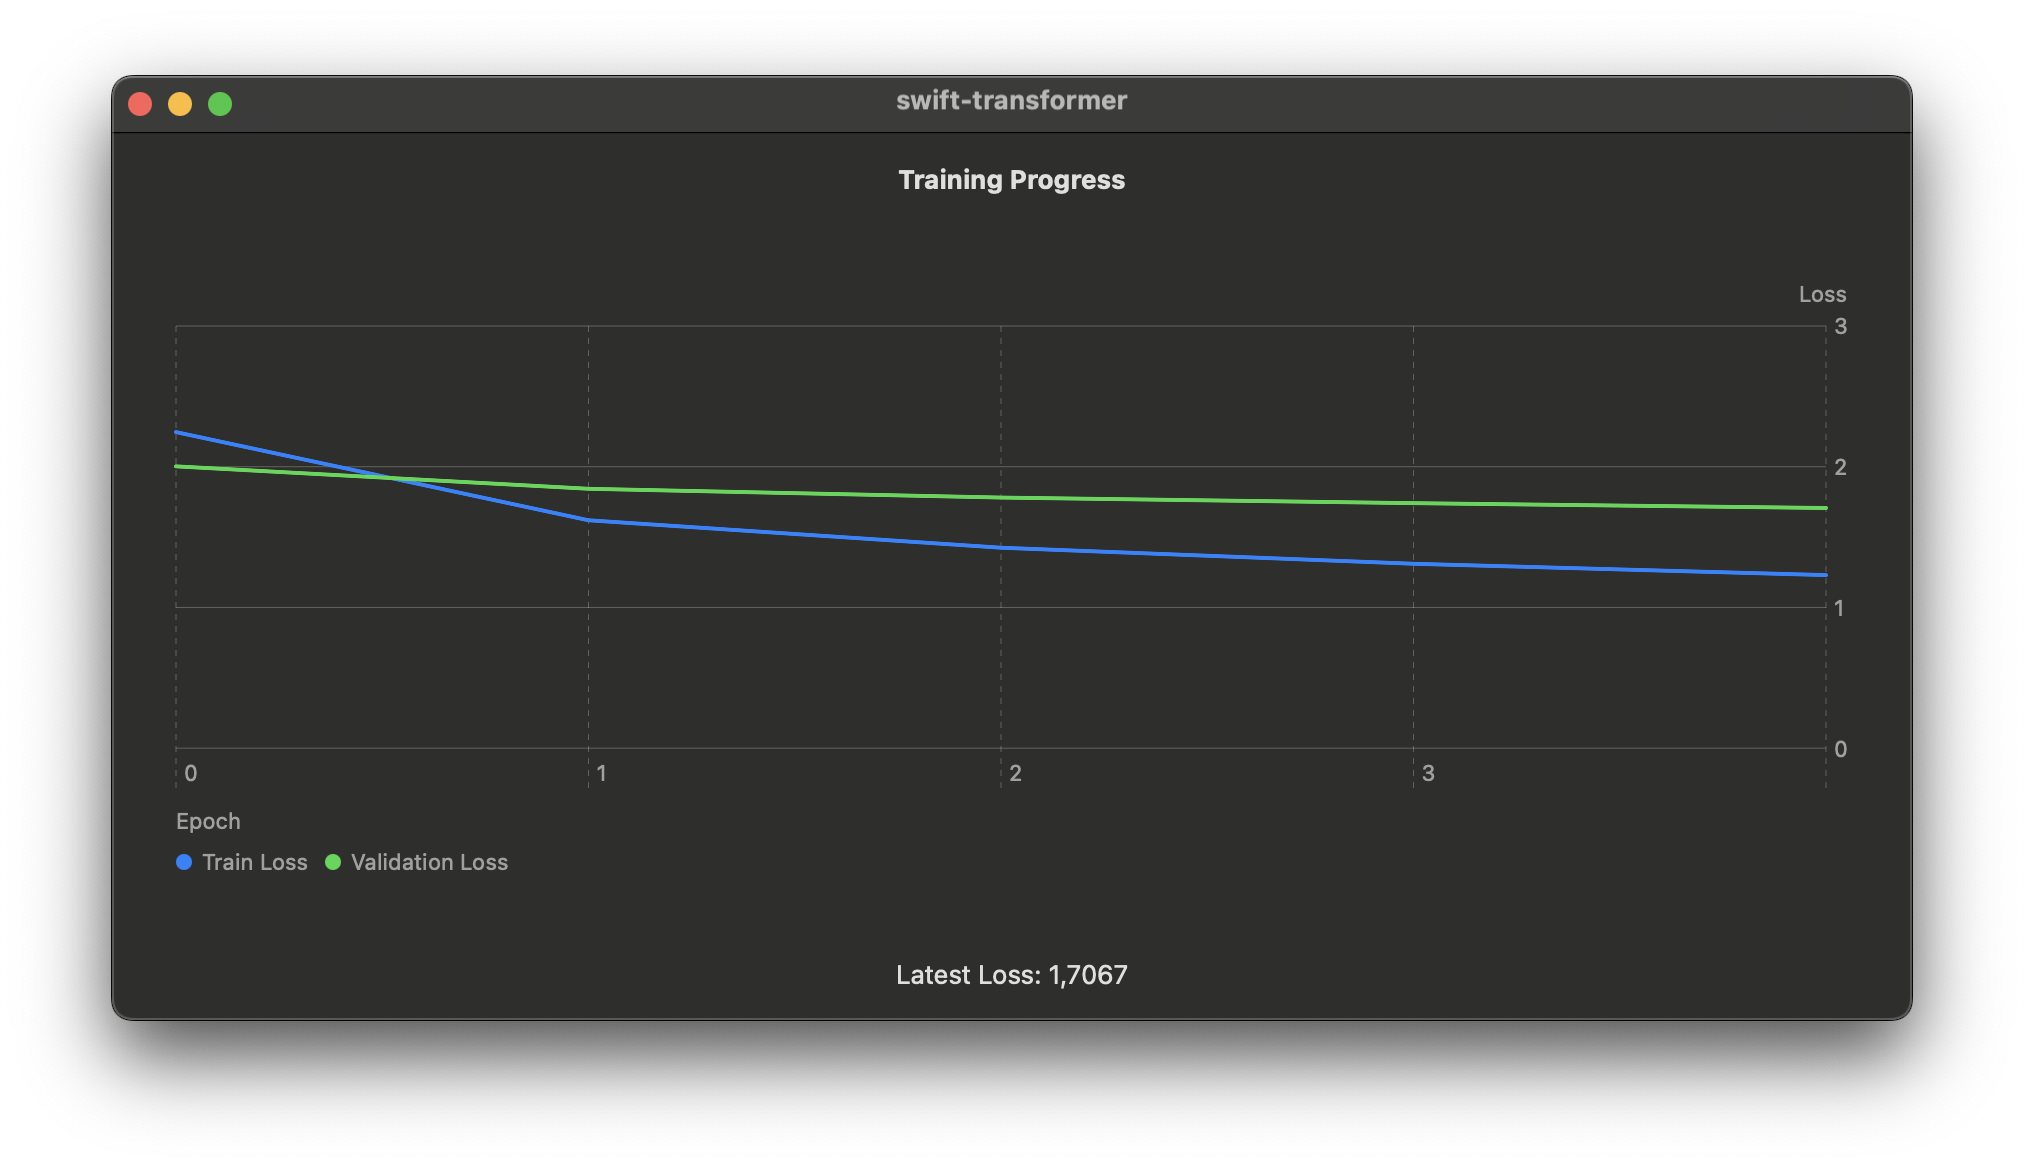 swift-transformer
Training Progress
Loss
3
2
1
0
0 1 2 3
Epoch
Train Loss Validation Loss
Latest Loss: 1,7067